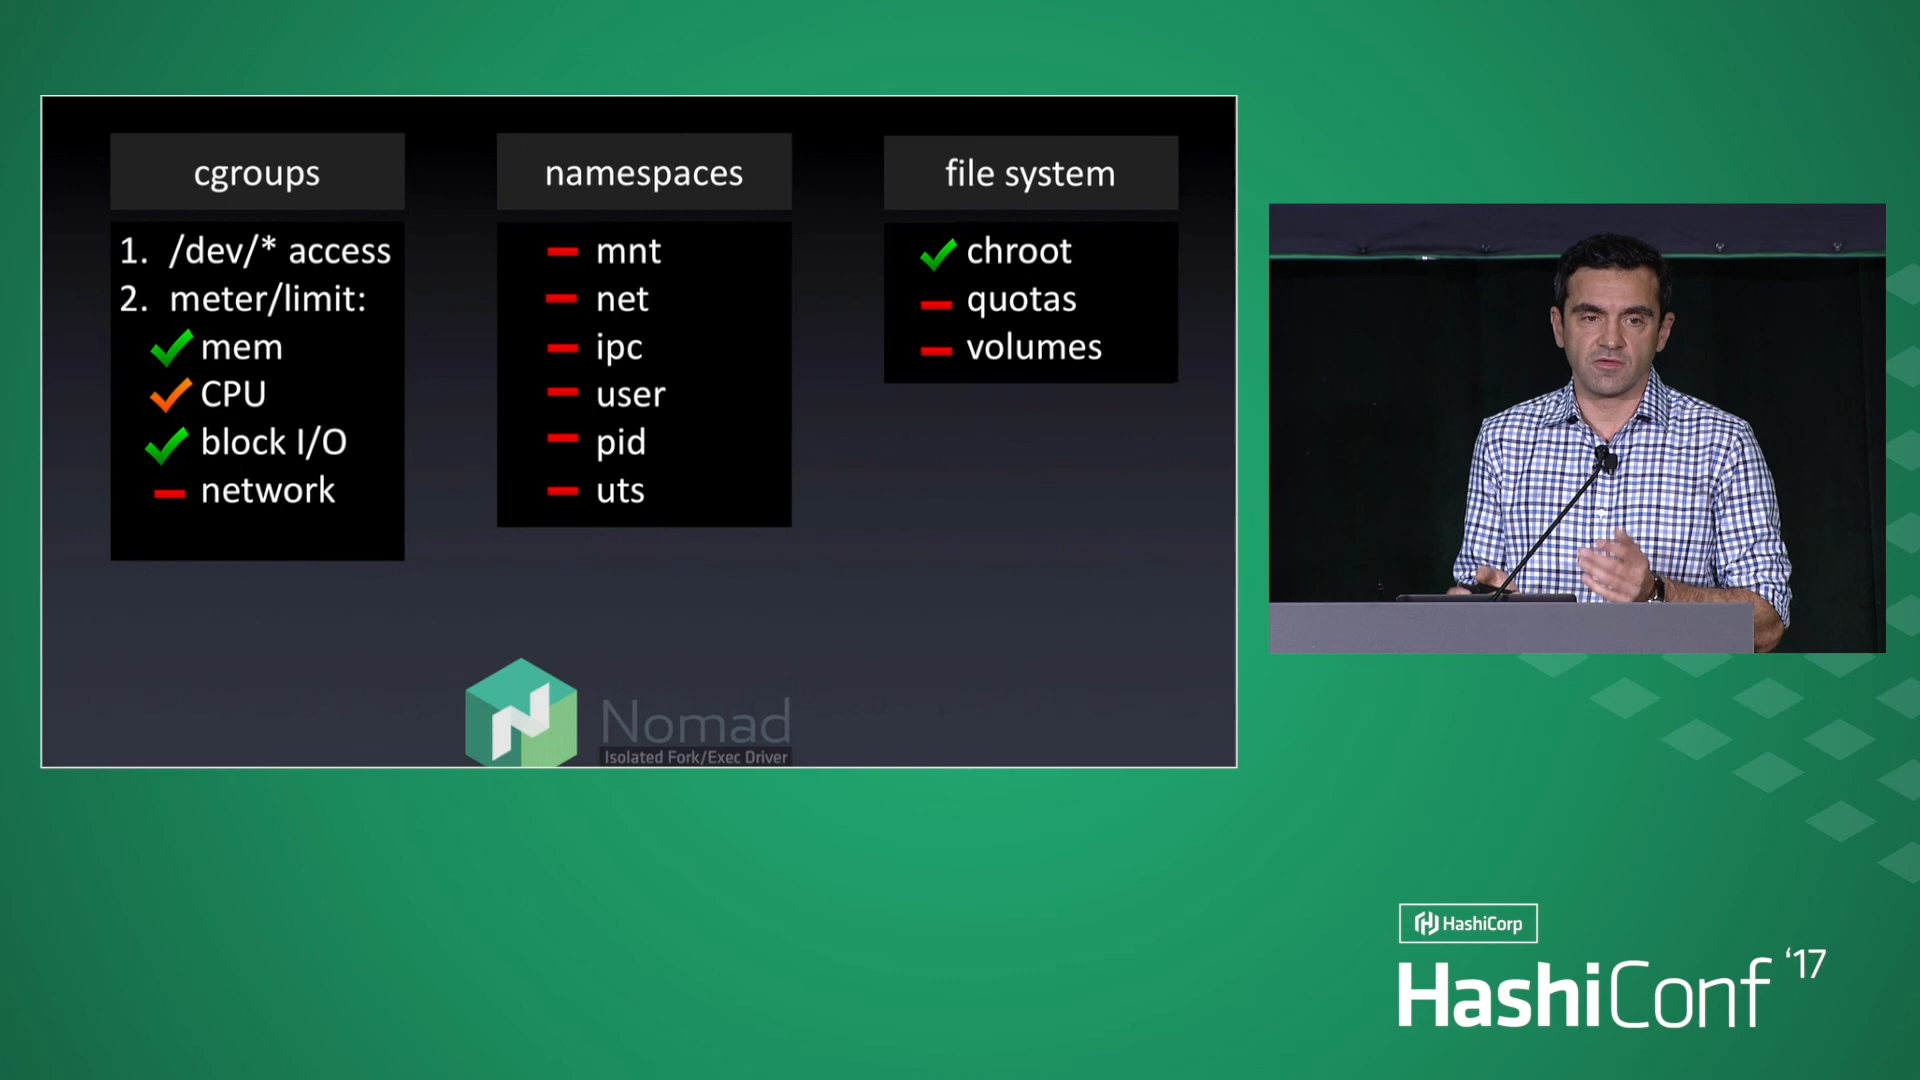 cgroups
1. /dev/* access
2. meter/limit:
mem
CPU
block I/O
network
namespaces
mnt
net
ipc
user
pid
uts
file system
chroot
quotas
volumes
Nomad
Isolated Fork/Exec Driver
HashiCorp
HashiConf '17